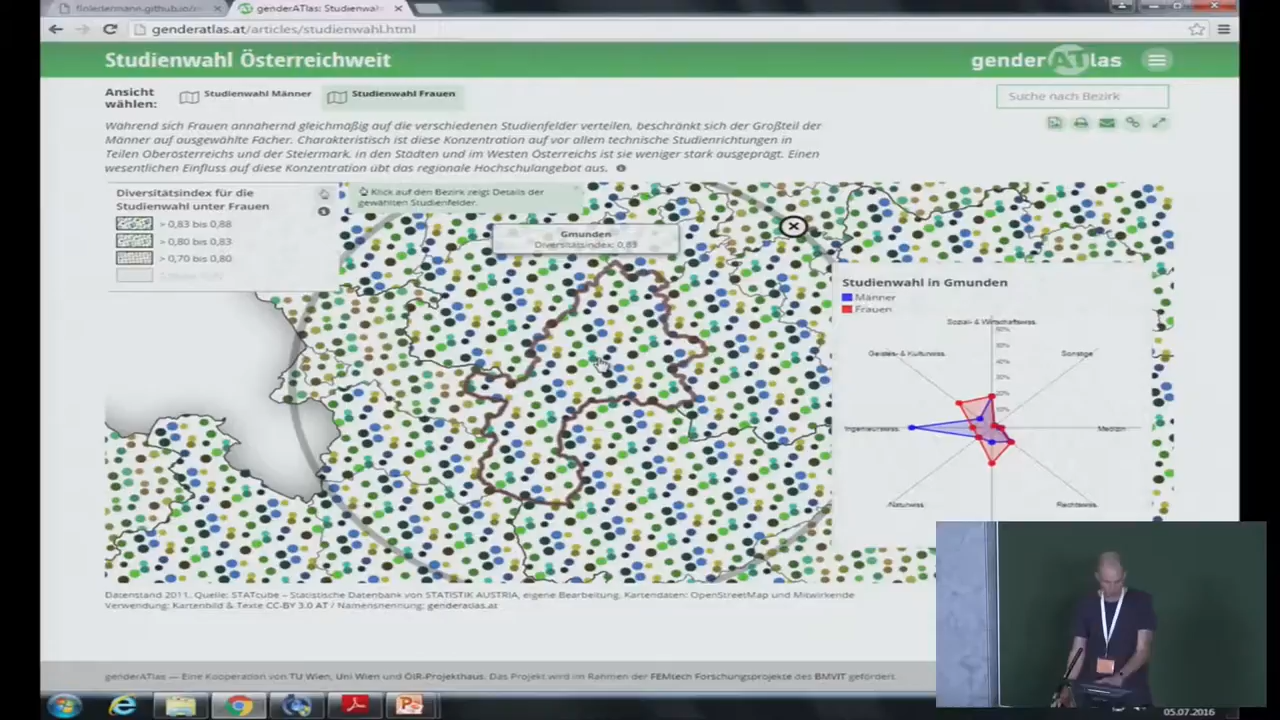 genderATlas: Studienwahl
genderatlas.at/articles/studienwahl.html
Studienwahl Österreichweit
genderATlas
Ansicht wählen:
Studienwahl Männer
Studienwahl Frauen
Suche nach Bezirk
Während sich Frauen annähernd gleichmäßig auf die verschiedenen Studienfelder verteilen, beschränkt sich der Großteil der
Männer auf ausgewählte Fächer. Charakteristisch ist diese Konzentration auf vor allem technische Studienrichtungen in
Teilen Oberösterreichs und der Steiermark, in den Städten und im Westen Österreichs ist sie weniger stark ausgeprägt. Einen
wesentlichen Einfluss auf diese Konzentration übt das regionale Hochschulangebot aus.
Diversitätsindex für die
Studienwahl unter Frauen
> 0,83 bis 0,88
> 0,80 bis 0,83
> 0,70 bis 0,80
Klick auf den Bezirk zeigt Details der
gewählten Studienfelder.
Gmunden
Diversitätsindex: 0,85
Studienwahl in Gmunden
Männer
Frauen
Sozial- & Wirtschaftswiss.
60%
50%
40%
30%
20%
10%
Geistes- & Kulturwiss.
Sonstige
Ingenieurswiss.
Medizin
Naturwiss.
Rechtswiss.
Datenstand 2011. Quelle: STATcube – Statistische Datenbank von STATISTIK AUSTRIA, eigene Bearbeitung. Kartendaten: OpenStreetMap und Mitwirkende
Verwendung: Kartenbild & Texte CC-BY 3.0 AT / Namensnennung: genderatlas.at
genderATlas — Eine Kooperation von TU Wien, Uni Wien und ÖIR-Projekthaus. Das Projekt wird im Rahmen der FEMtech Forschungsprojekte des BMVIT gefördert.
05.07.2016